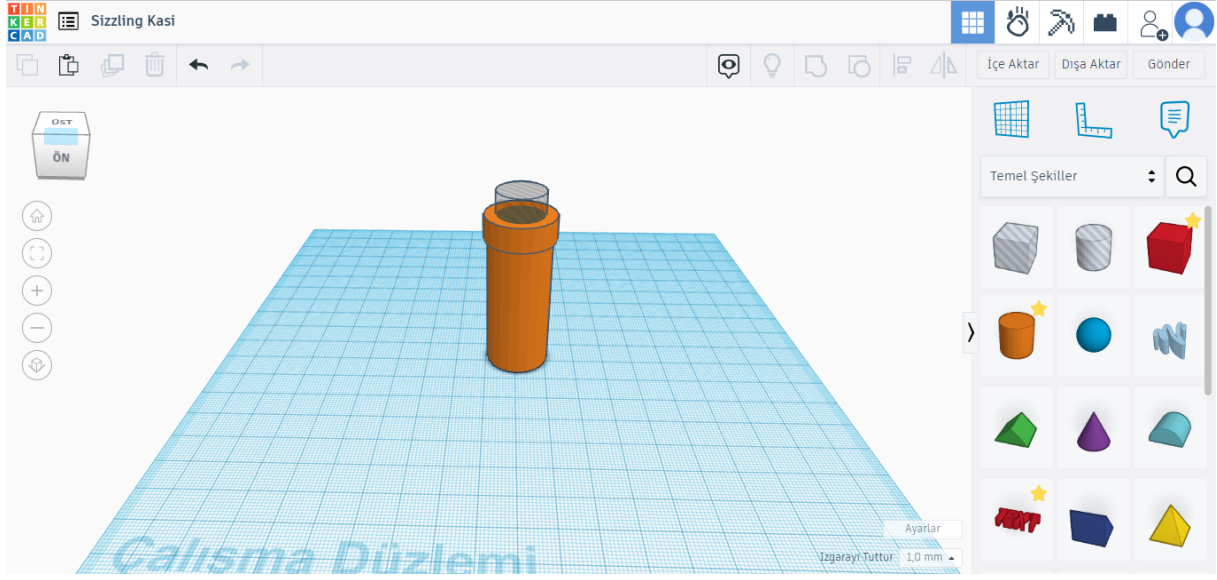 TIN
KER
CAD
Sizzling Kasi
İçe Aktar
Dışa Aktar
Gönder
ÜST
ÖN
Temel Şekiller
TEXT
Ayarlar
Izgarayı Tuttur 1,0 mm
Çalışma Düzlemi